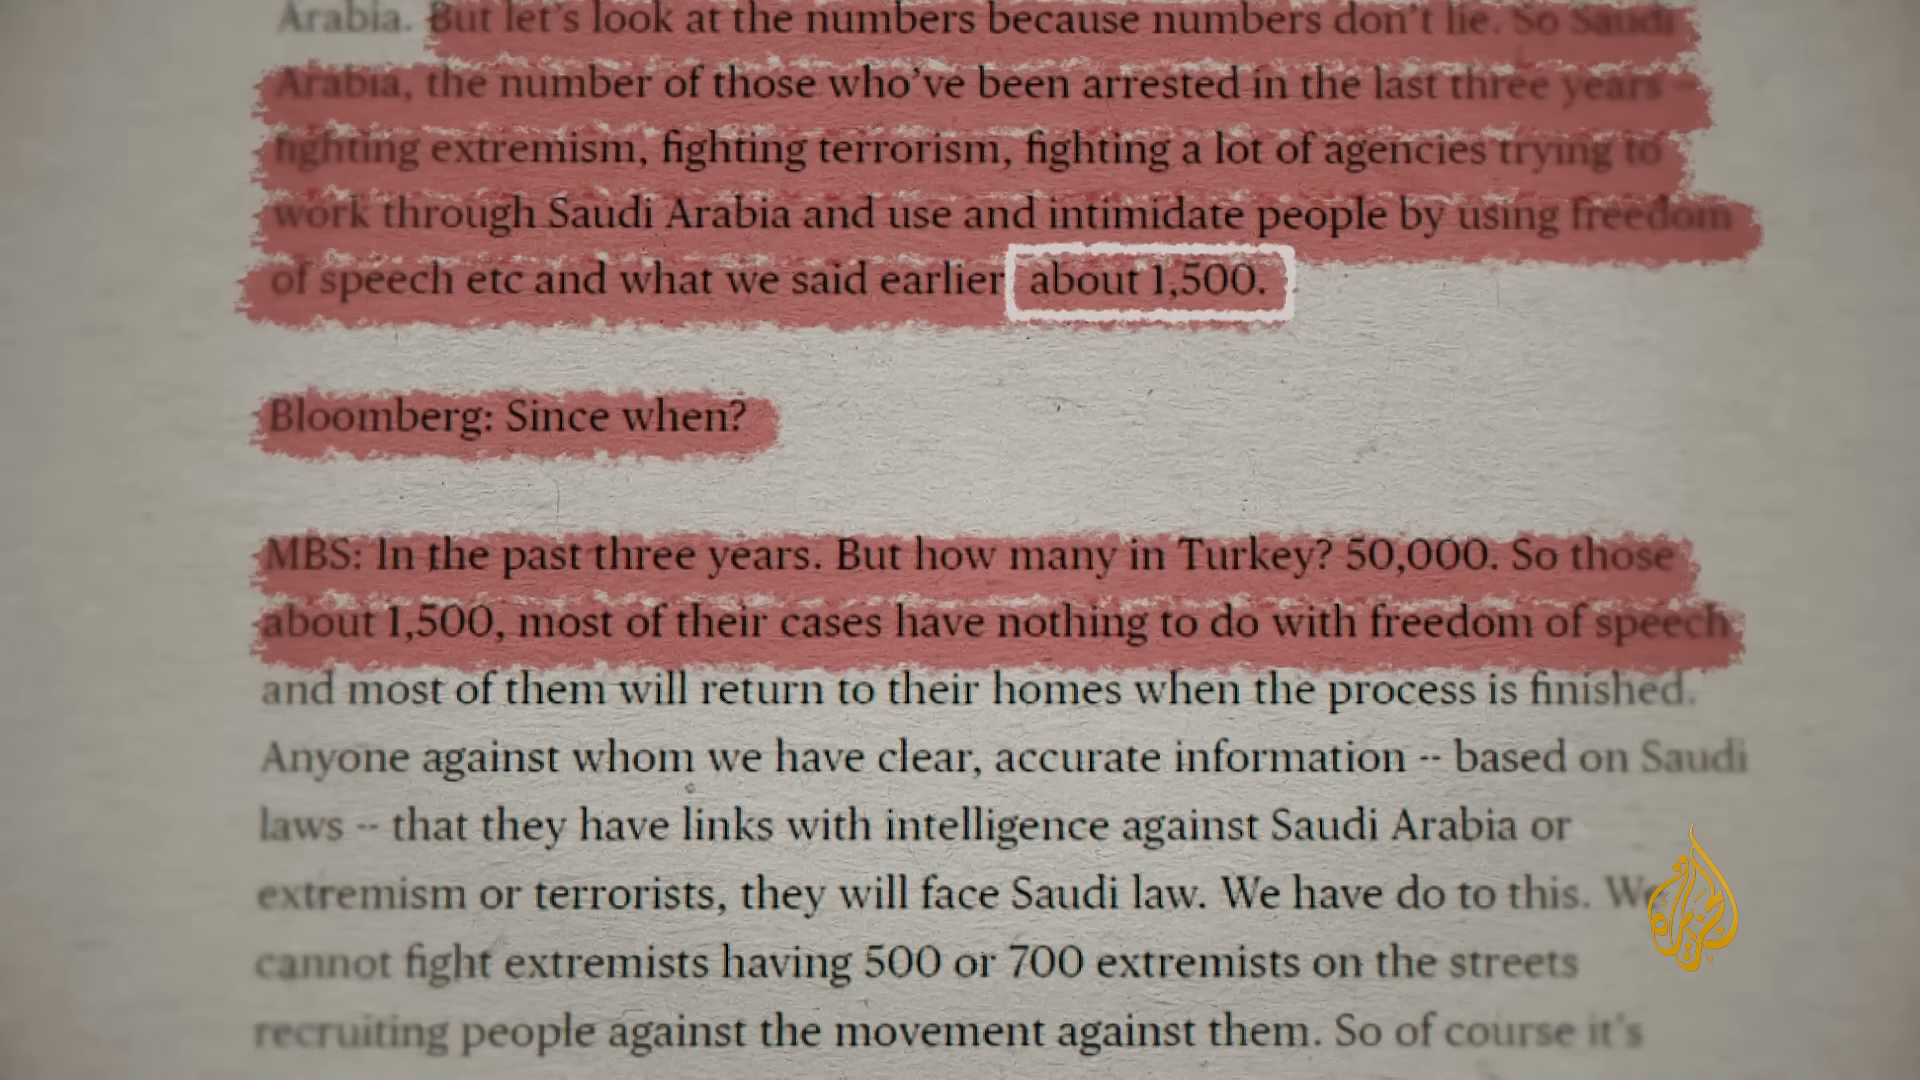 Arabia. But let's look at the numbers because numbers don't lie. So Saudi
Arabia, the number of those who've been arrested in the last three years –
fighting extremism, fighting terrorism, fighting a lot of agencies trying to
work through Saudi Arabia and use and intimidate people by using freedom
of speech etc and what we said earlier about 1,500.
Bloomberg: Since when?
MBS: In the past three years. But how many in Turkey? 50,000. So those
about 1,500, most of their cases have nothing to do with freedom of speech
and most of them will return to their homes when the process is finished.
Anyone against whom we have clear, accurate information -- based on Saudi
laws -- that they have links with intelligence against Saudi Arabia or
extremism or terrorists, they will face Saudi law. We have do to this. We
cannot fight extremists having 500 or 700 extremists on the streets
recruiting people against the movement against them. So of course it's
الجزيرة